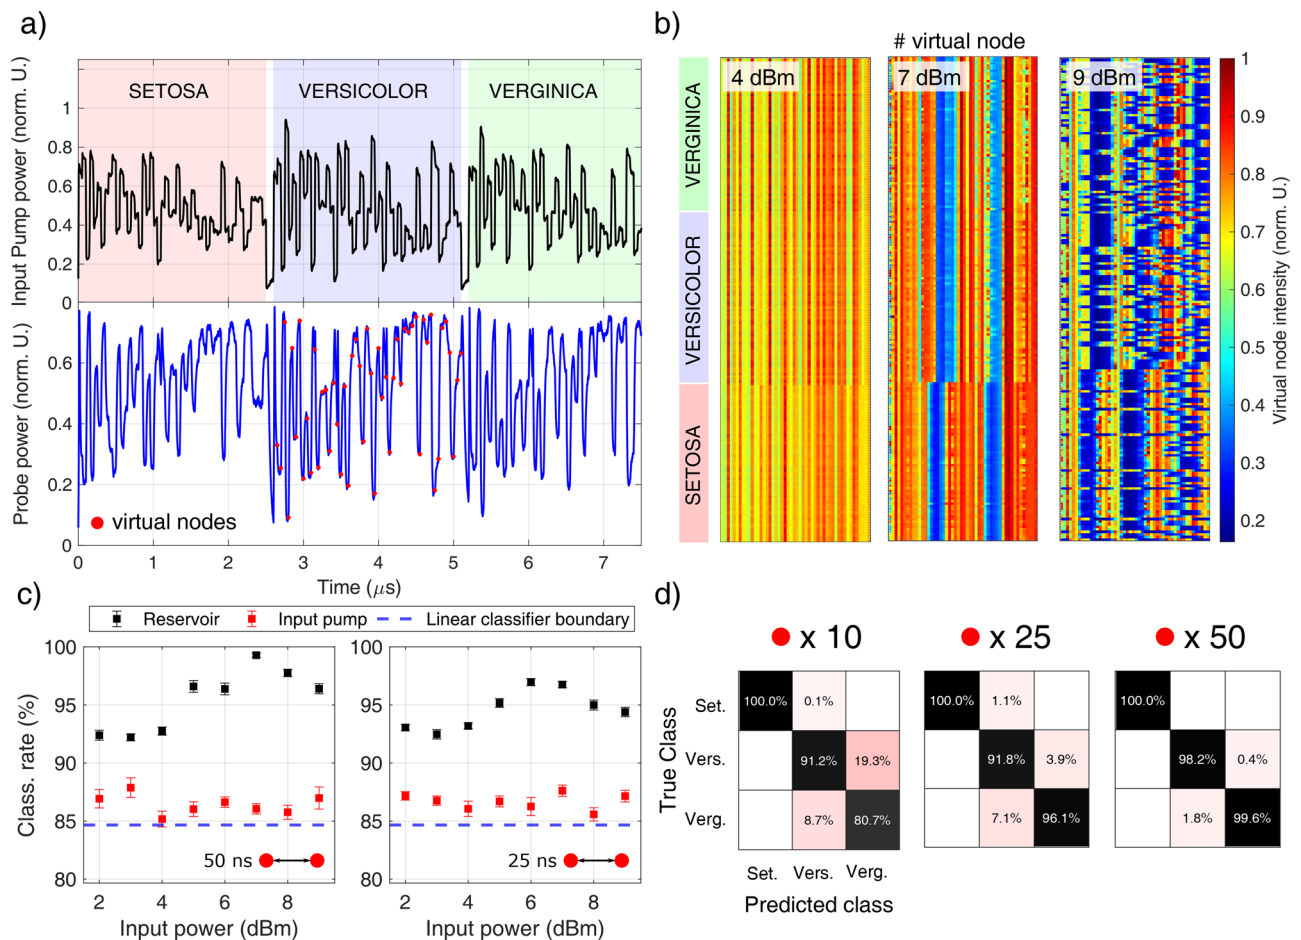 a)
SETOSA
VERSICOLOR
VERGINICA
Input Pump power (norm. U.)
1
0.8
0.6
0.4
0.2
0
Probe power (norm. U.)
0.6
0.4
0.2
0
virtual nodes
0 1 2 3 4 5 6 7
Time (μs)
b)
# virtual node
4 dBm
7 dBm
9 dBm
VERGINICA
VERSICOLOR
SETOSA
1
0.9
0.8
0.7
0.6
0.5
0.4
0.3
0.2
Virtual node intensity (norm. U.)
c)
Reservoir
Input pump
Linear classifier boundary
Class. rate (%)
100
95
90
85
80
50 ns
2 4 6 8
Input power (dBm)
100
95
90
85
80
25 ns
2 4 6 8
Input power (dBm)
d)
x 10
x 25
x 50
True Class
Set.
Vers.
Verg.
100.0% 0.1%
91.2% 19.3%
8.7% 80.7%
Set. Vers. Verg.
Predicted class
100.0% 1.1%
91.8% 3.9%
7.1% 96.1%
100.0%
98.2% 0.4%
1.8% 99.6%